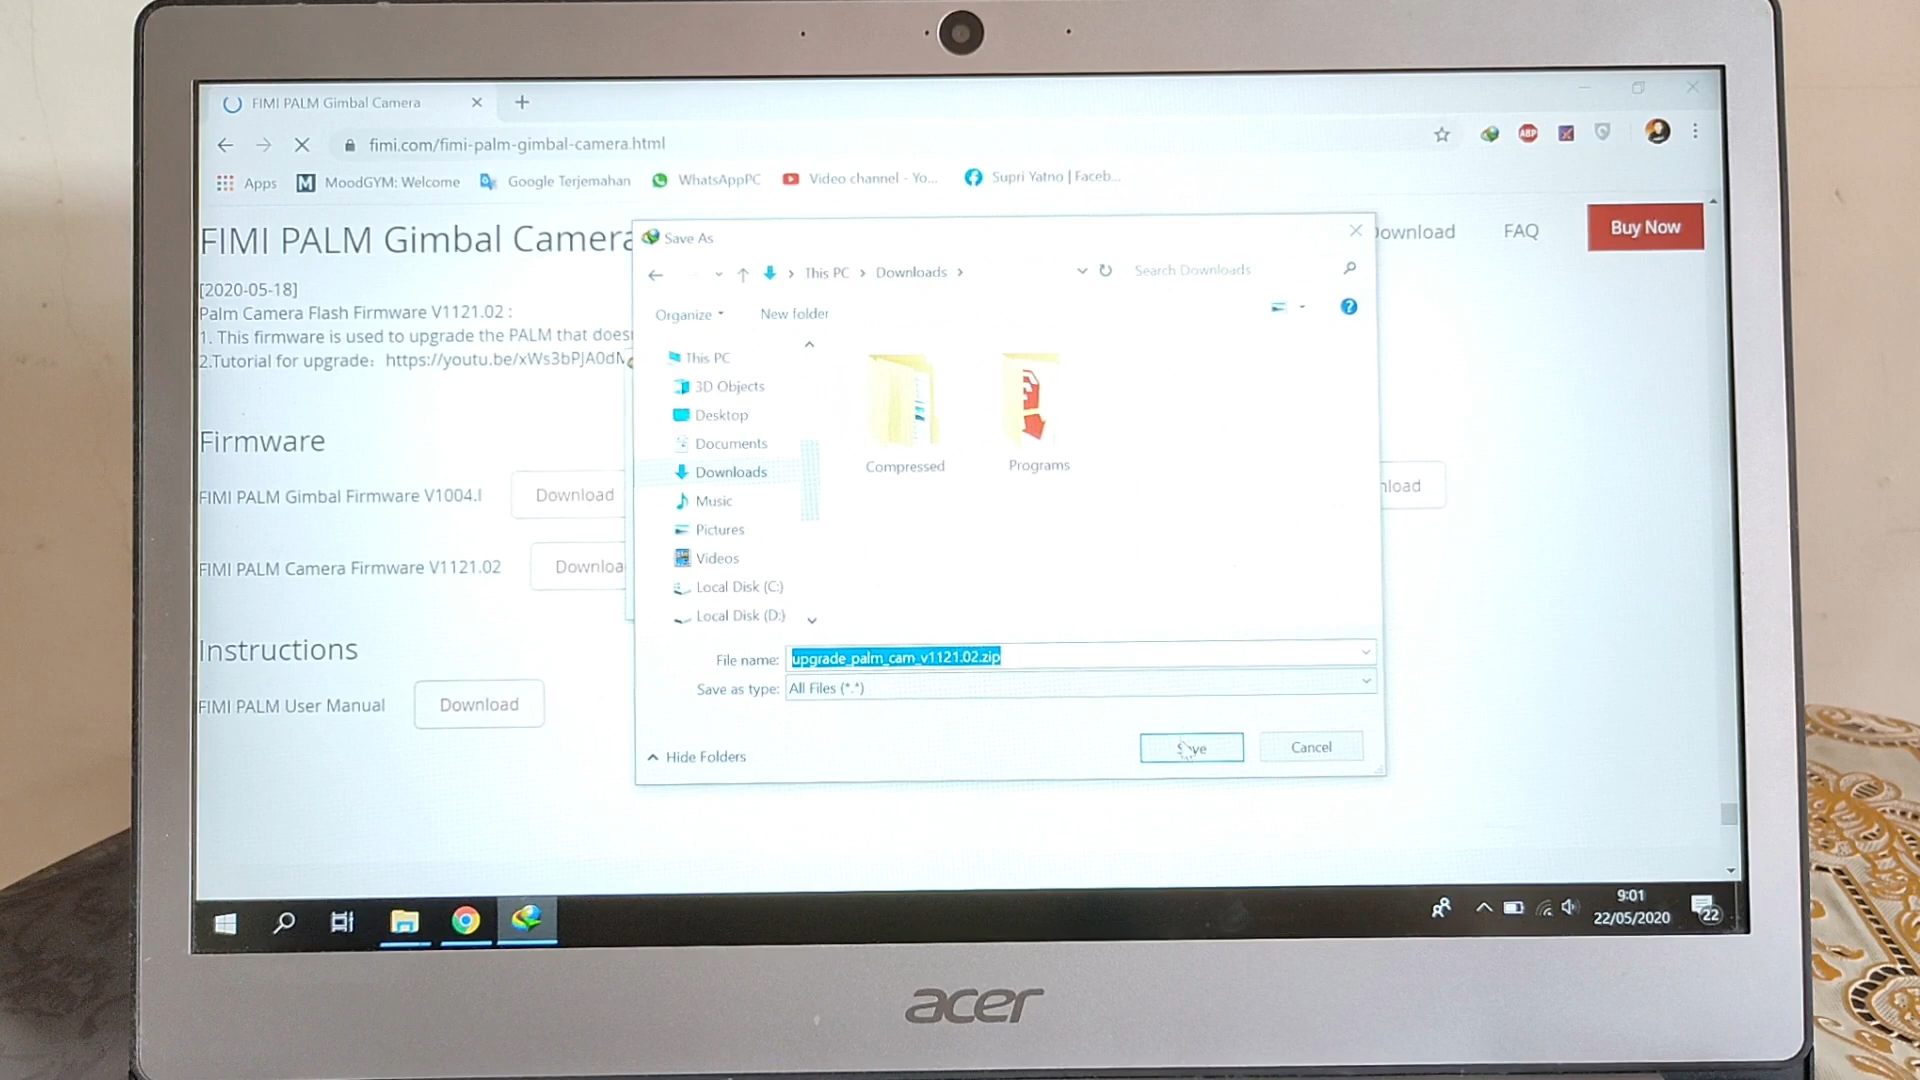 FIMI PALM Gimbal Camera
fimi.com/fimi-palm-gimbal-camera.html
ABP
Apps
M MoodGYM: Welcome
Google Terjemahan
WhatsAppPC
Video channel - Yo...
Supri Yatno | Faceb...
FIMI PALM Gimbal Camera
Download
FAQ
Buy Now
[2020-05-18]
Palm Camera Flash Firmware V1121.02 :
1. This firmware is used to upgrade the PALM that does
2.Tutorial for upgrade: https://youtu.be/xWs3bPJA0dM
Firmware
FIMI PALM Gimbal Firmware V1004.I
Download
nload
FIMI PALM Camera Firmware V1121.02
Downloa
Instructions
FIMI PALM User Manual
Download
Save As
This PC > Downloads >
Search Downloads
Organize
New folder
This PC
3D Objects
Desktop
Documents
Downloads
Music
Pictures
Videos
Local Disk (C:)
Local Disk (D:)
Compressed
Programs
File name: upgrade_palm_cam_v1121.02.zip
Save as type: All Files (*.*)
Hide Folders
Save
Cancel
9:01
22/05/2020
22
acer